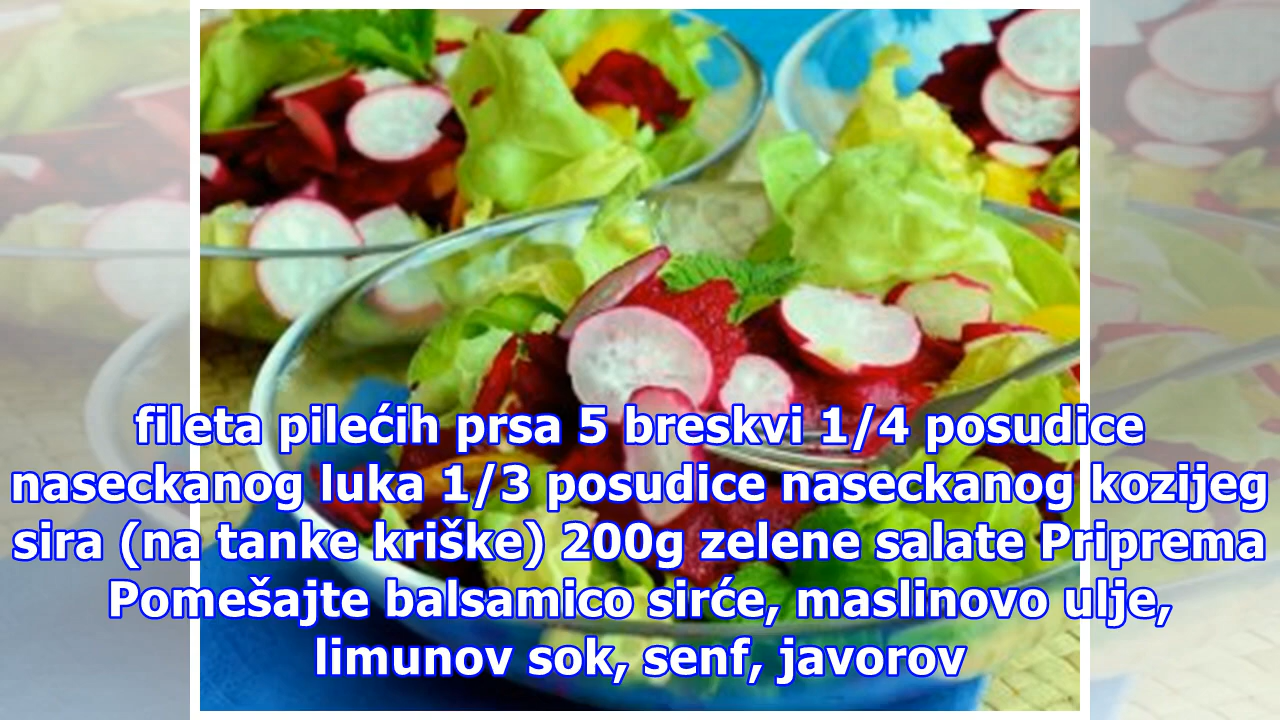 fileta pilećih prsa 5 breskvi 1/4 posudice
naseckanog luka 1/3 posudice naseckanog kozijeg
sira (na tanke kriške) 200g zelene salate Priprema
Pomešajte balsamico sirće, maslinovo ulje,
limunov sok, senf, javorov